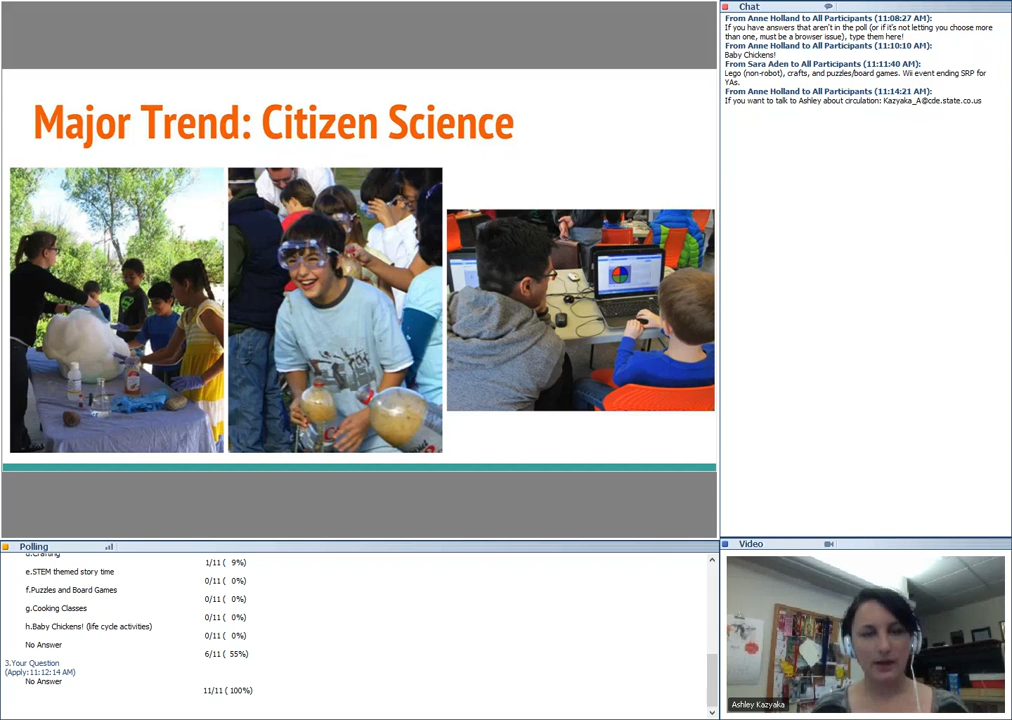 Major Trend: Citizen Science
Chat
From Anne Holland to All Participants (11:08:27 AM):
If you have answers that aren't in the poll (or if it's not letting you choose more
than one, must be a browser issue), type them here!
From Anne Holland to All Participants (11:10:10 AM):
Baby Chickens!
From Sara Aden to All Participants (11:11:40 AM):
Lego (non-robot), crafts, and puzzles/board games. Wii event ending SRP for
YAs.
From Anne Holland to All Participants (11:14:21 AM):
If you want to talk to Ashley about circulation: Kazyaka_A@cde.state.co.us
Polling
d.Crafting
1/11 ( 9%)
e.STEM themed story time
0/11 ( 0%)
f.Puzzles and Board Games
0/11 ( 0%)
g.Cooking Classes
0/11 ( 0%)
h.Baby Chickens! (life cycle activities)
0/11 ( 0%)
No Answer
6/11 ( 55%)
3.Your Question
(Apply:11:12:14 AM)
No Answer
11/11 ( 100%)
Video
Ashley Kazyaka